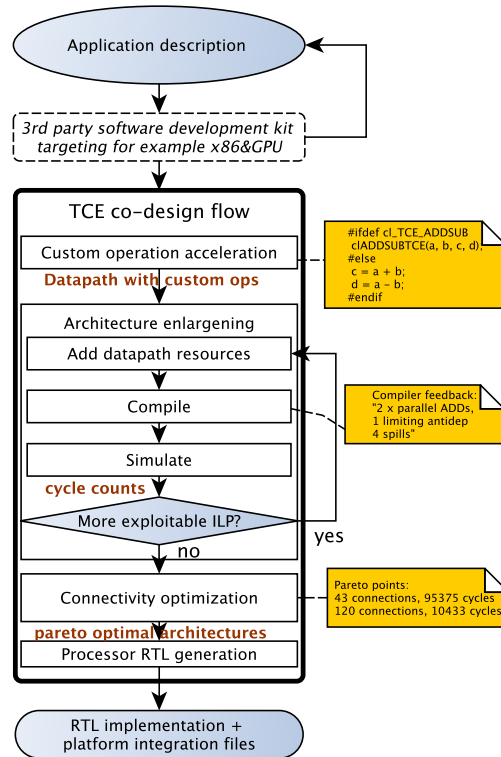 Application description
3rd party software development kit
targeting for example x86&GPU
TCE co-design flow
Custom operation acceleration
#ifdef cl_TCE_ADDSUB
clADDSUBTCE(a, b, c, d);
#else
c = a + b;
d = a - b;
#endif
Datapath with custom ops
Architecture enlargening
Add datapath resources
Compile
Compiler feedback:
"2 x parallel ADDs,
1 limiting antidep
4 spills"
Simulate
cycle counts
More exploitable ILP?
yes
no
Connectivity optimization
Pareto points:
43 connections, 95375 cycles
120 connections, 10433 cycles
pareto optimal architectures
Processor RTL generation
RTL implementation +
platform integration files